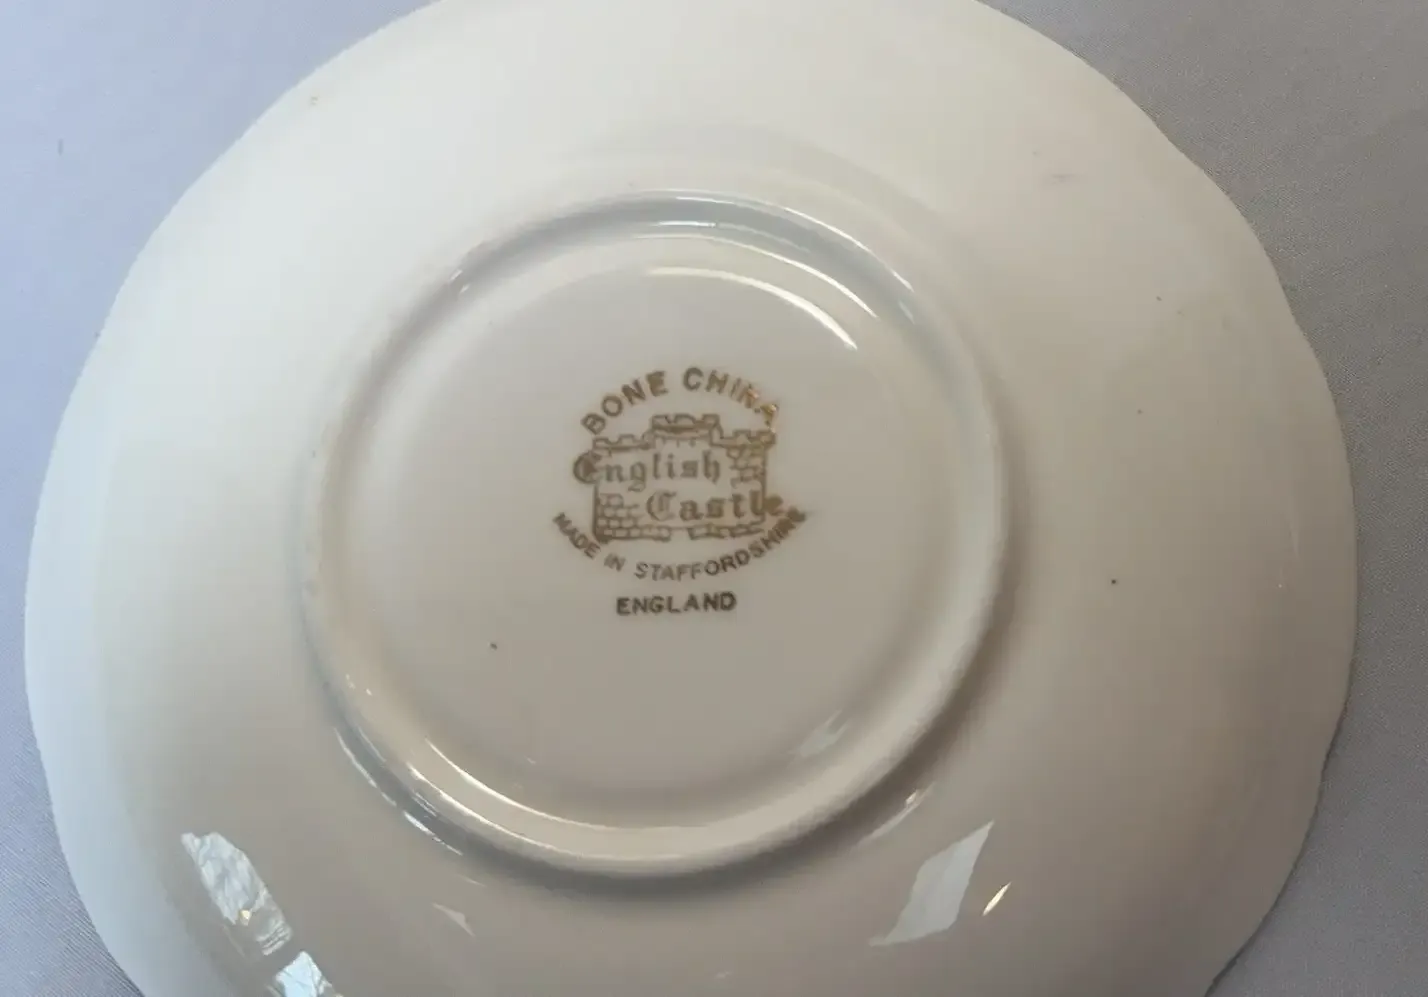 BONE CHINA
English
Castle
MADE IN STAFFORDSHIRE
ENGLAND